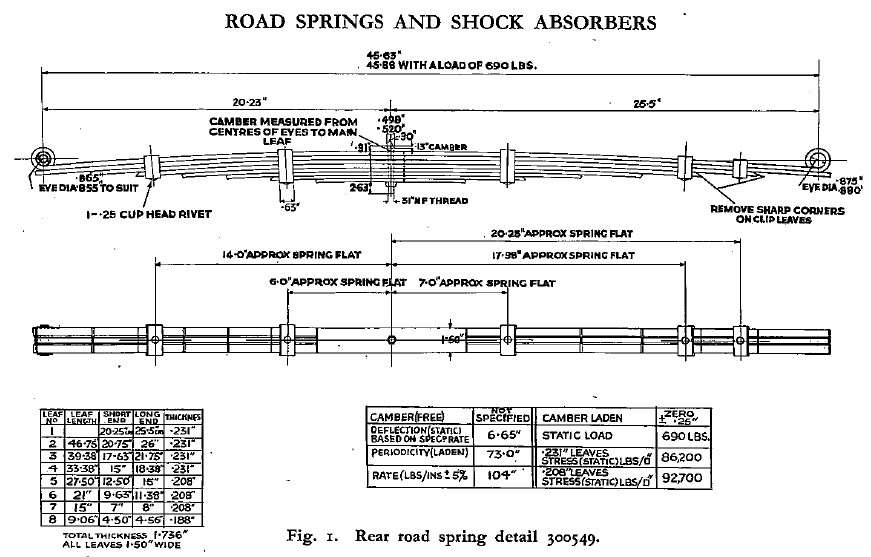 ROAD SPRINGS AND SHOCK ABSORBERS
45·63"
45·88 WITH A LOAD OF 690 LBS.
20·23"
25·5"
CAMBER MEASURED FROM
CENTRES OF EYES TO MAIN
LEAF
·498"
·520"
·30"
·91"
·13" CAMBER
·865"
EYE DIA·855 TO SUIT
1-·25 CUP HEAD RIVET
·63"
2·63"
·31" N F THREAD
·875"
EYE DIA·880"
REMOVE SHARP CORNERS
ON CLIP LEAVES
20·25" APPROX SPRING FLAT
14·0" APPROX SPRING FLAT
17·38" APPROX SPRING FLAT
6·0" APPROX SPRING FLAT
7·0" APPROX SPRING FLAT
1·50"
LEAF NO LEAF LENGTH SHORT END LONG END THICKNES
1 20·25" 25·5" ·231"
2 46·75" 20·75" 26" ·231"
3 39·38" 17·63" 21·75" ·231"
4 33·38" 15" 18·38" ·231"
5 27·50" 12·50" 15" ·208"
6 21" 9·63" 11·38" ·208"
7 15" 7" 8" ·208"
8 9·06" 4·50" 4·56" ·188"
TOTAL THICKNESS 1·736"
ALL LEAVES 1·50" WIDE
CAMBER (FREE) NOT SPECIFIED CAMBER LADEN ZERO ± ·25"
DEFLECTION (STATIC) BASED ON SPEC? RATE 6·65" STATIC LOAD 690 LBS.
PERIODICITY (LADEN) 73·0" ·231" LEAVES STRESS (STATIC) LBS/□" 86,200
RATE (LBS/INS ± 5% 104" ·208" LEAVES STRESS (STATIC) LBS/□" 92,700
Fig. 1. Rear road spring detail 300549.